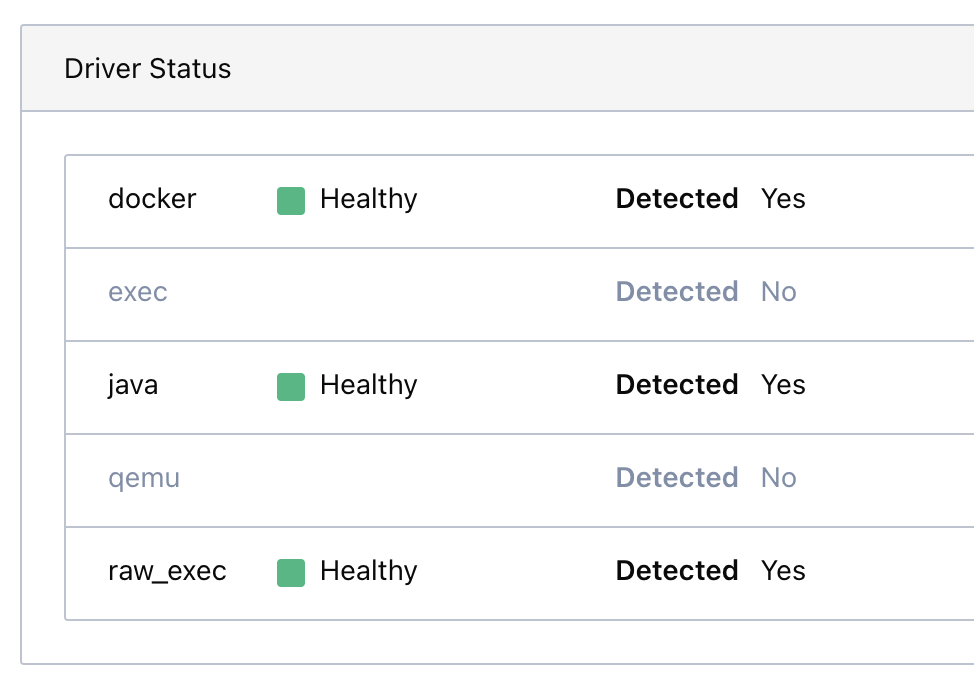 Driver Status
docker Healthy Detected Yes
exec Detected No
java Healthy Detected Yes
qemu Detected No
raw_exec Healthy Detected Yes